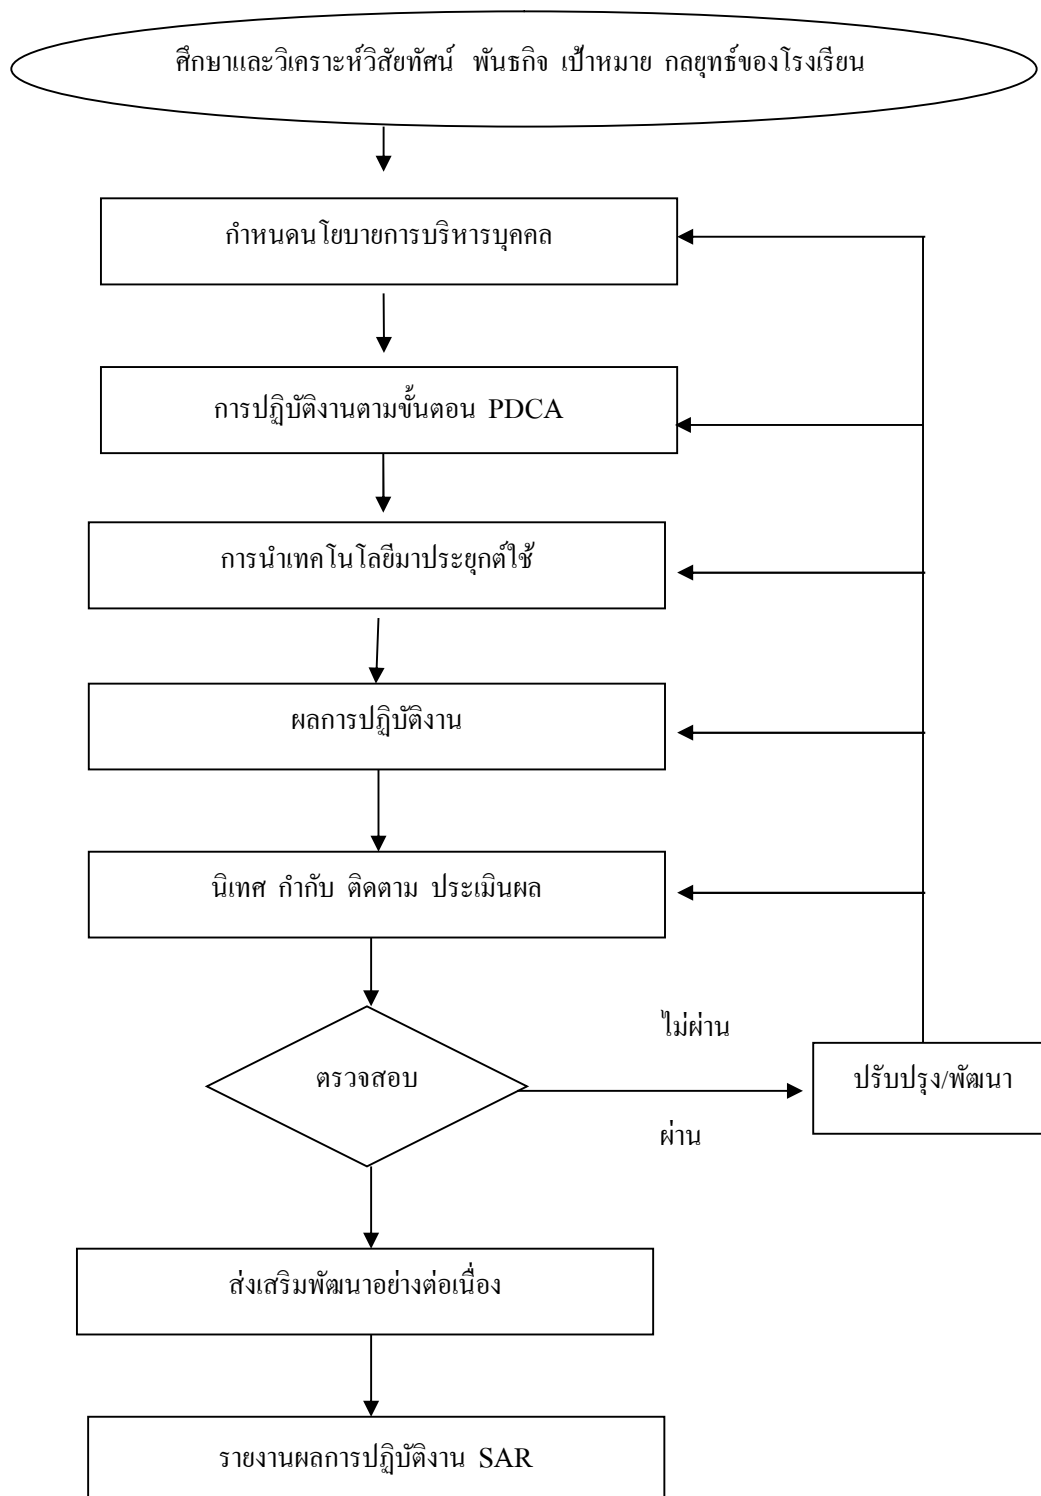 ศึกษาและวิเคราะห์วิสัยทัศน์ พันธกิจ เป้าหมาย กลยุทธ์ของโรงเรียน
กำหนดนโยบายการบริหารบุคคล
การปฏิบัติงานตามขั้นตอน PDCA
การนำเทคโนโลยีมาประยุกต์ใช้
ผลการปฏิบัติงาน
นิเทศ กำกับ ติดตาม ประเมินผล
ไม่ผ่าน
ตรวจสอบ
ปรับปรุง/พัฒนา
ผ่าน
ส่งเสริมพัฒนาอย่างต่อเนื่อง
รายงานผลการปฏิบัติงาน SAR